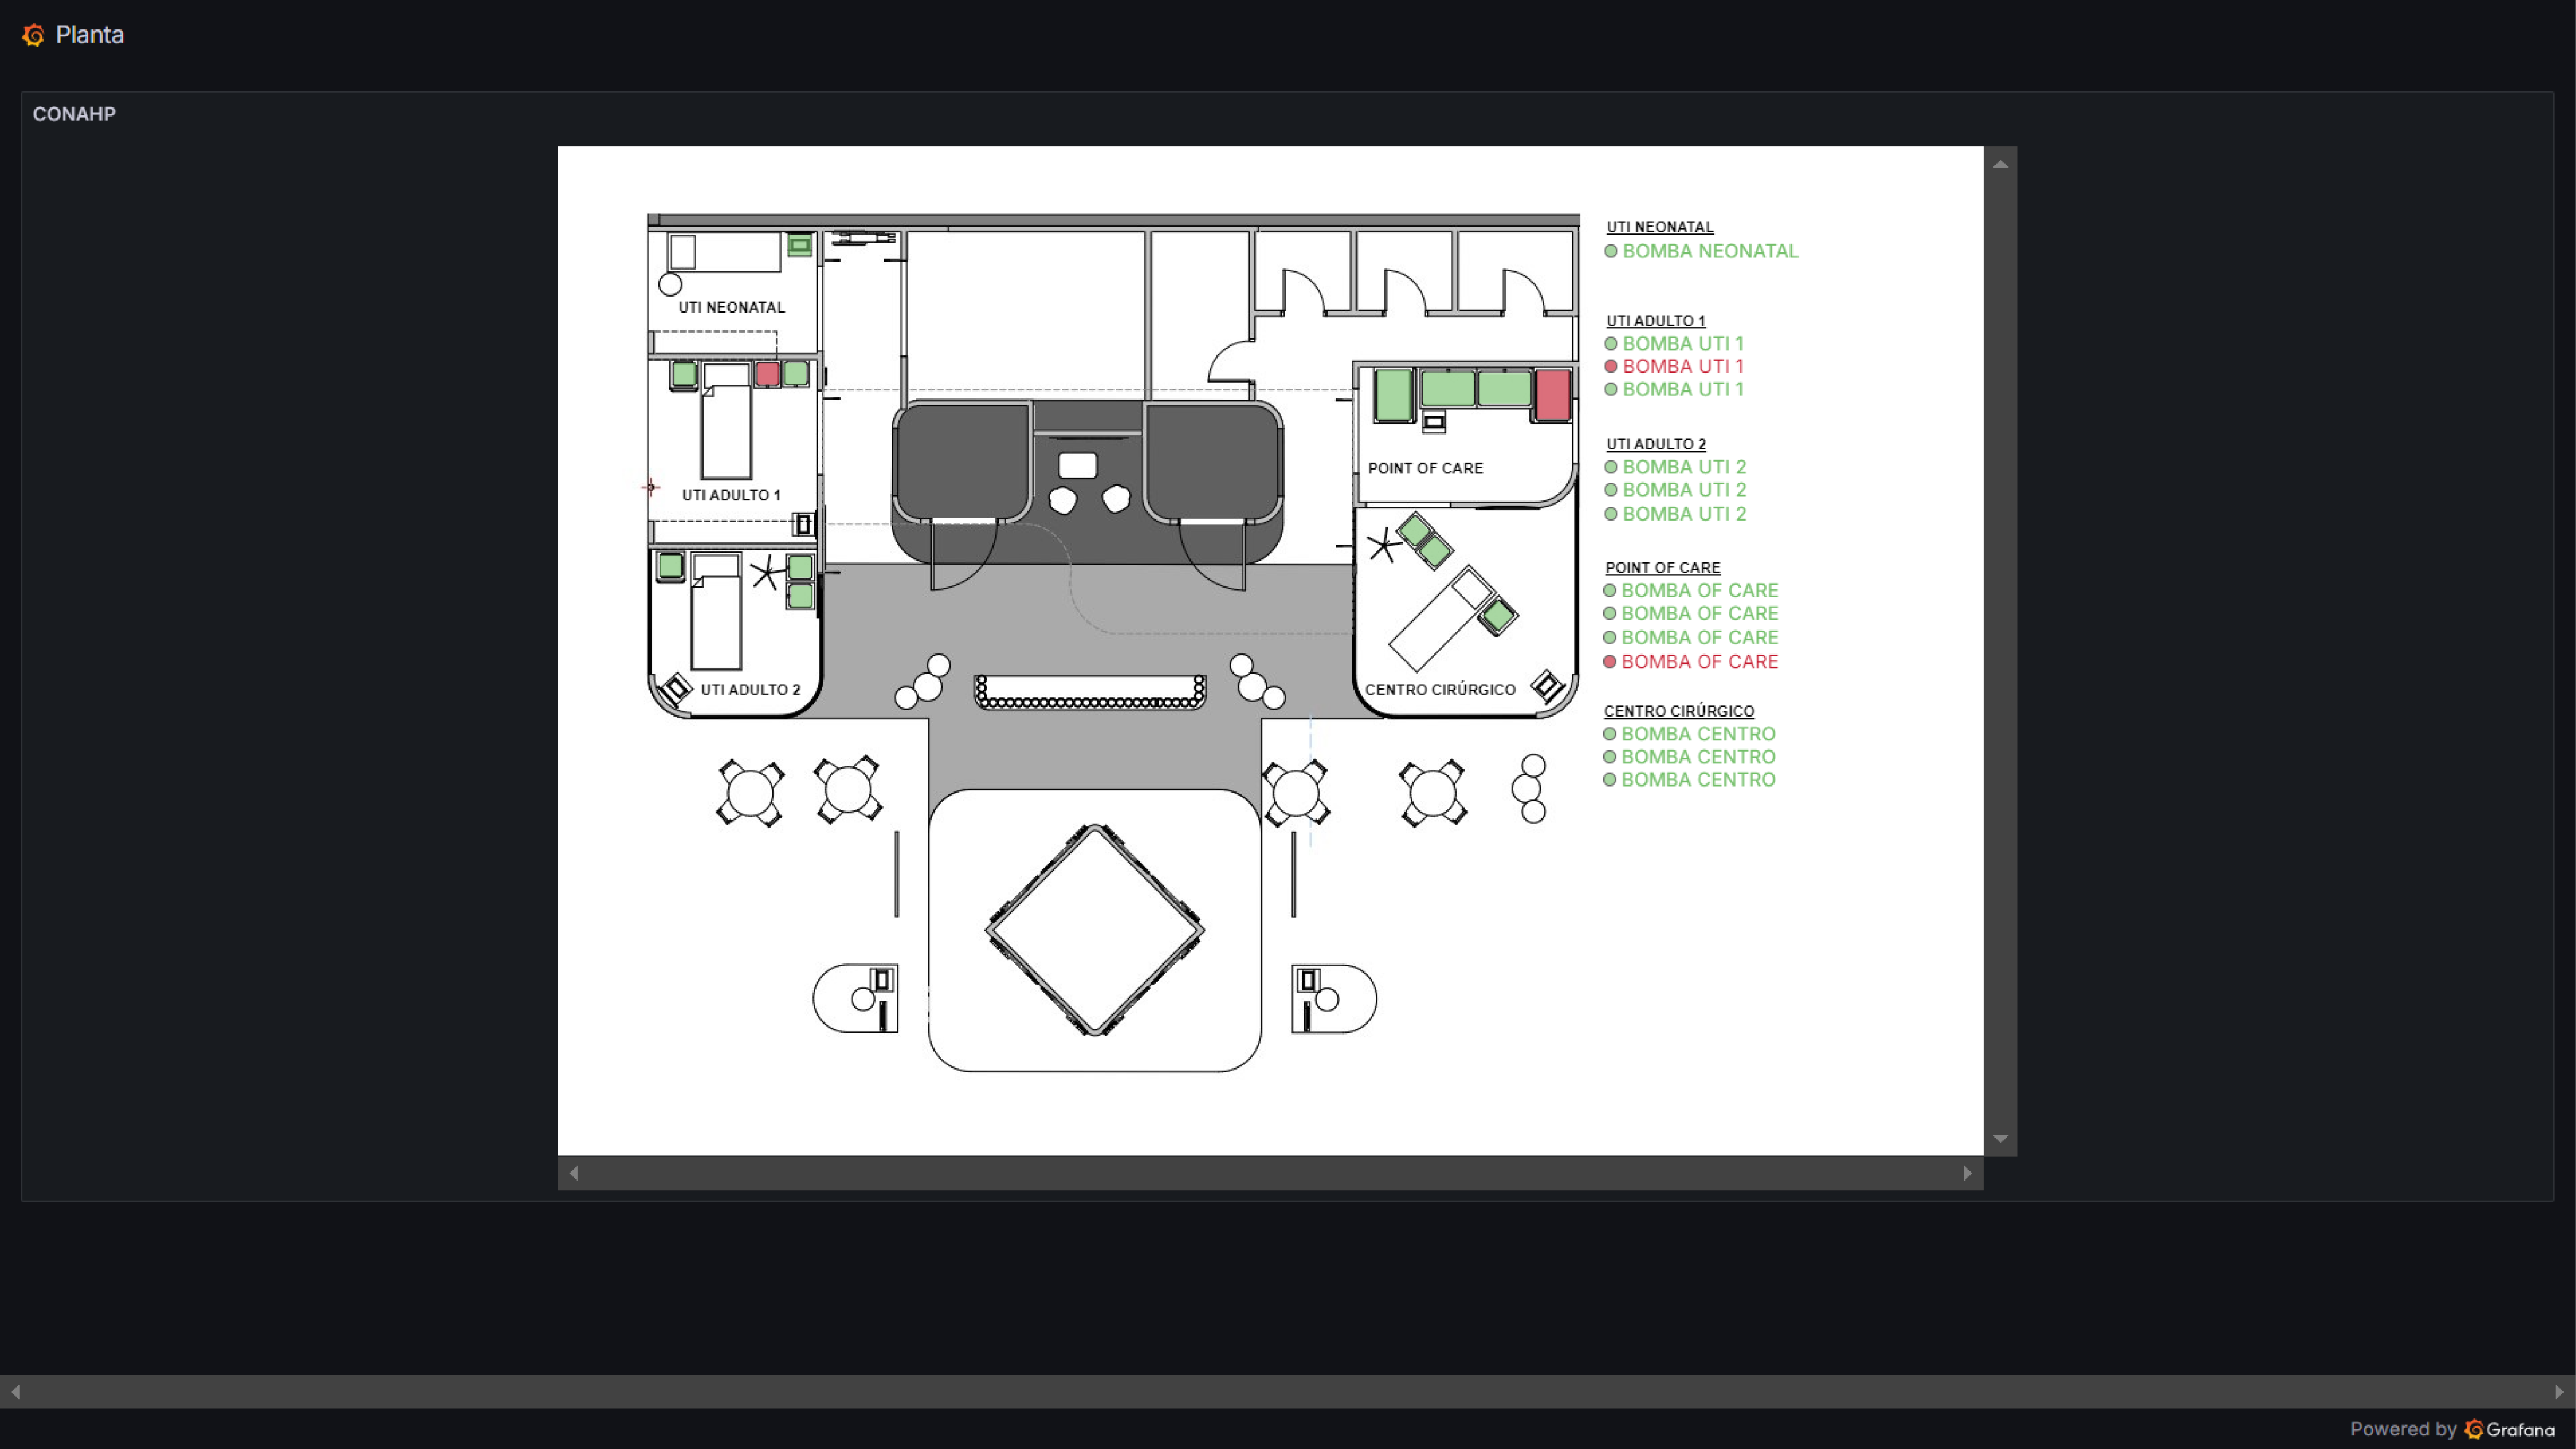 Planta
CONAHP
UTI NEONATAL
UTI ADULTO 1
UTI ADULTO 2
POINT OF CARE
CENTRO CIRÚRGICO
UTI NEONATAL
BOMBA NEONATAL
UTI ADULTO 1
BOMBA UTI 1
BOMBA UTI 1
BOMBA UTI 1
UTI ADULTO 2
BOMBA UTI 2
BOMBA UTI 2
BOMBA UTI 2
POINT OF CARE
BOMBA OF CARE
BOMBA OF CARE
BOMBA OF CARE
BOMBA OF CARE
CENTRO CIRÚRGICO
BOMBA CENTRO
BOMBA CENTRO
BOMBA CENTRO
Powered by Grafana